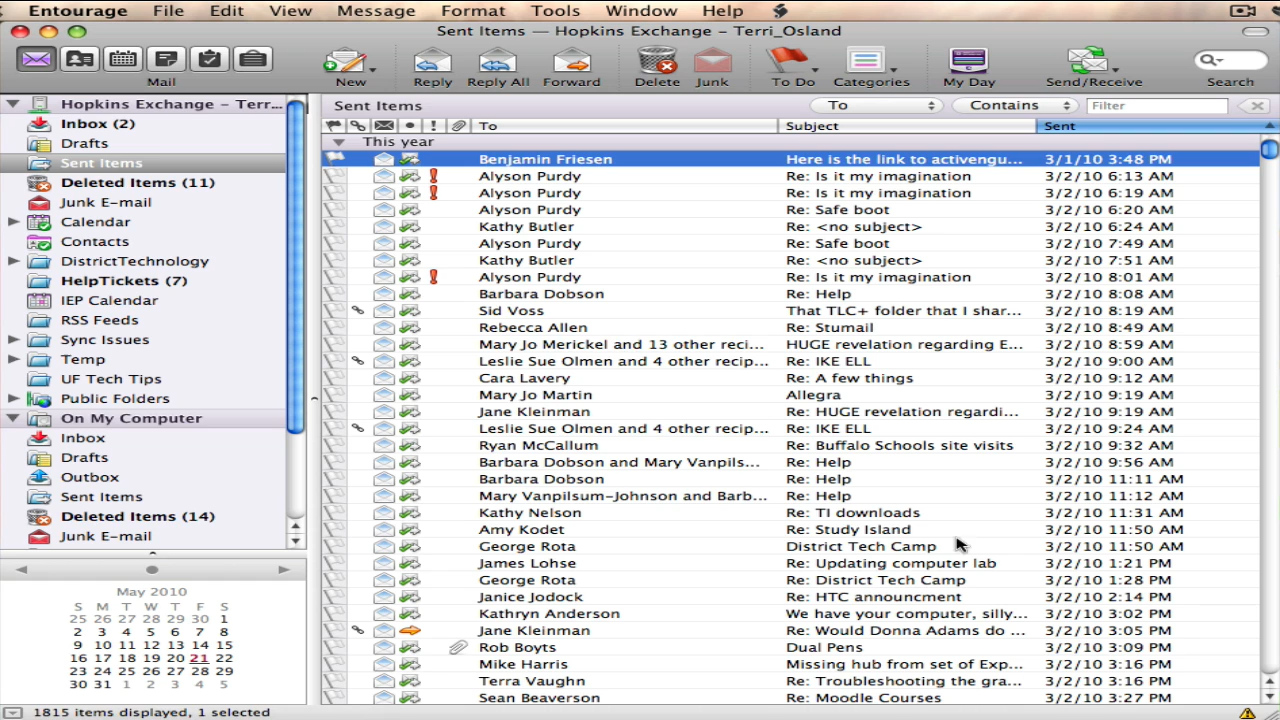 Entourage File Edit View Message Format Tools Window Help
Sent Items — Hopkins Exchange – Terri_Osland
Mail New Reply Reply All Forward Delete Junk To Do Categories My Day Send/Receive Search
Hopkins Exchange – Terr...
Inbox (2)
Drafts
Sent Items
Deleted Items (11)
Junk E-mail
Calendar
Contacts
DistrictTechnology
HelpTickets (7)
IEP Calendar
RSS Feeds
Sync Issues
Temp
UF Tech Tips
Public Folders
On My Computer
Inbox
Drafts
Outbox
Sent Items
Deleted Items (14)
Junk E-mail
May 2010
S M T W T F S
25 26 27 28 29 30 1
2 3 4 5 6 7 8
9 10 11 12 13 14 15
16 17 18 19 20 21 22
23 24 25 26 27 28 29
30 31 1 2 3 4 5
Sent Items To Contains Filter
! To Subject Sent
This year
Benjamin Friesen Here is the link to activengu... 3/1/10 3:48 PM
Alyson Purdy Re: Is it my imagination 3/2/10 6:13 AM
Alyson Purdy Re: Is it my imagination 3/2/10 6:19 AM
Alyson Purdy Re: Safe boot 3/2/10 6:20 AM
Kathy Butler Re: <no subject> 3/2/10 6:24 AM
Alyson Purdy Re: Safe boot 3/2/10 7:49 AM
Kathy Butler Re: <no subject> 3/2/10 7:51 AM
Alyson Purdy Re: Is it my imagination 3/2/10 8:01 AM
Barbara Dobson Re: Help 3/2/10 8:08 AM
Sid Voss That TLC+ folder that I shar... 3/2/10 8:19 AM
Rebecca Allen Re: Stumail 3/2/10 8:49 AM
Mary Jo Merickel and 13 other reci... HUGE revelation regarding E... 3/2/10 8:59 AM
Leslie Sue Olmen and 4 other recip... Re: IKE ELL 3/2/10 9:00 AM
Cara Lavery Re: A few things 3/2/10 9:12 AM
Mary Jo Martin Allegra 3/2/10 9:19 AM
Jane Kleinman Re: HUGE revelation regardi... 3/2/10 9:19 AM
Leslie Sue Olmen and 4 other recip... Re: IKE ELL 3/2/10 9:24 AM
Ryan McCallum Re: Buffalo Schools site visits 3/2/10 9:32 AM
Barbara Dobson and Mary Vanpils... Re: Help 3/2/10 9:56 AM
Barbara Dobson Re: Help 3/2/10 11:11 AM
Mary Vanpilsum-Johnson and Barb... Re: Help 3/2/10 11:12 AM
Kathy Nelson Re: TI downloads 3/2/10 11:31 AM
Amy Kodet Re: Study Island 3/2/10 11:50 AM
George Rota District Tech Camp 3/2/10 11:50 AM
James Lohse Re: Updating computer lab 3/2/10 1:21 PM
George Rota Re: District Tech Camp 3/2/10 1:28 PM
Janice Jodock Re: HTC announcment 3/2/10 2:14 PM
Kathryn Anderson We have your computer, silly... 3/2/10 3:02 PM
Jane Kleinman Re: Would Donna Adams do ... 3/2/10 3:05 PM
Rob Boyts Dual Pens 3/2/10 3:09 PM
Mike Harris Missing hub from set of Exp... 3/2/10 3:16 PM
Terra Vaughn Re: Troubleshooting the gra... 3/2/10 3:16 PM
Sean Beaverson Re: Moodle Courses 3/2/10 3:27 PM
1815 items displayed, 1 selected